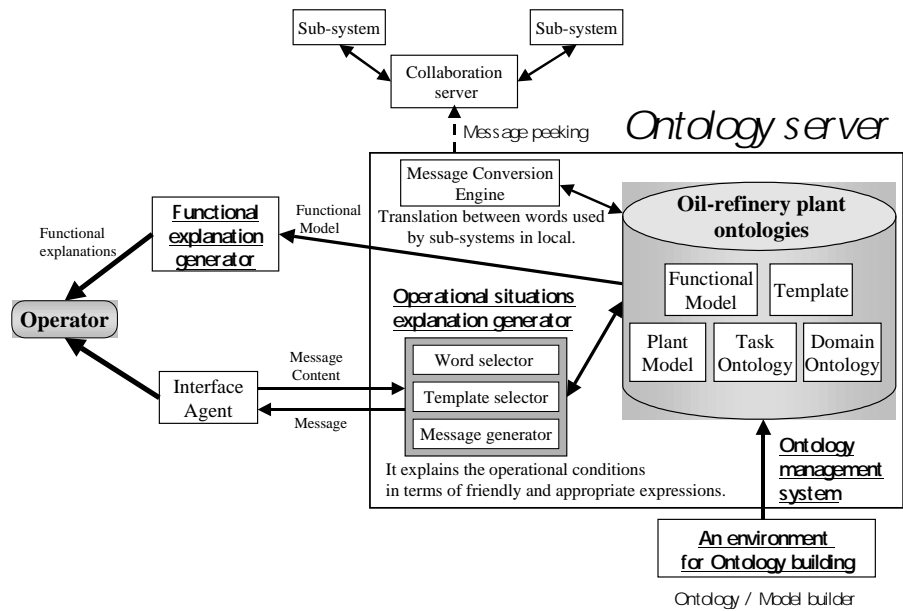 Sub-system
Sub-system
Collaboration
server
Message peeking
Ontology server
Message Conversion
Engine
Translation between words used
by sub-systems in local.
Oil-refinery plant
ontologies
Functional
Model
Template
Plant
Model
Task
Ontology
Domain
Ontology
Functional
explanation
generator
Functional
Model
Functional
explanations
Operator
Operational situations
explanation generator
Word selector
Template selector
Message generator
Message
Content
Message
Interface
Agent
It explains the operational conditions
in terms of friendly and appropriate expressions.
Ontology
management
system
An environment
for Ontology building
Ontology / Model builder